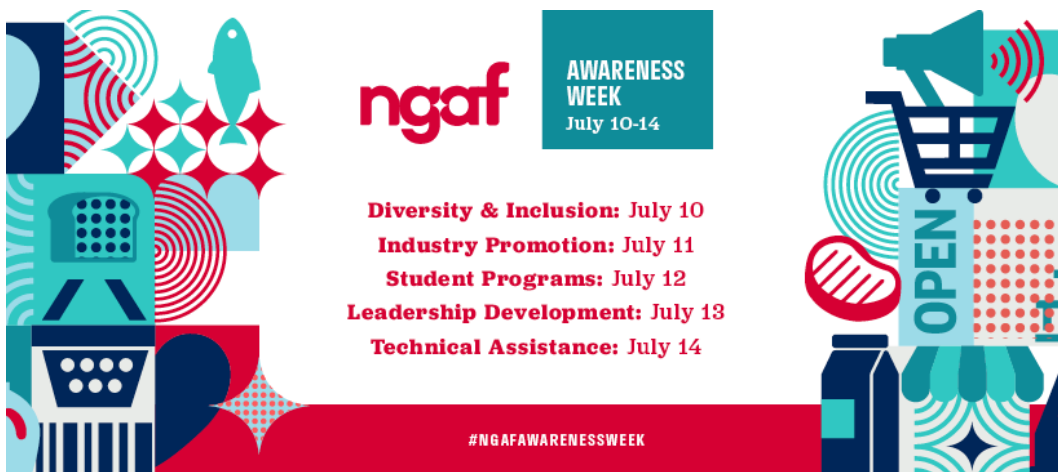 ngaf
AWARENESS
WEEK
July 10-14
Diversity & Inclusion: July 10
Industry Promotion: July 11
Student Programs: July 12
Leadership Development: July 13
Technical Assistance: July 14
OPEN
#NGAFAWARENESSWEEK